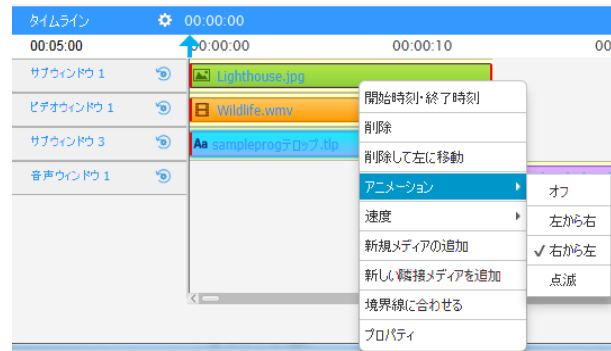 タイムライン 00:00:00
00:05:00 00:00:00 00:00:10 00
サブウィンドウ 1 Lighthouse.jpg
ビデオウィンドウ 1 Wildlife.wmv
サブウィンドウ 3 Aa sampleprogテロップ.tlp
音声ウィンドウ 1
開始時刻・終了時刻
削除
削除して左に移動
アニメーション
速度
新規メディアの追加
新しい隣接メディアを追加
境界線に合わせる
プロパティ
オフ
左から右
✓ 右から左
点滅